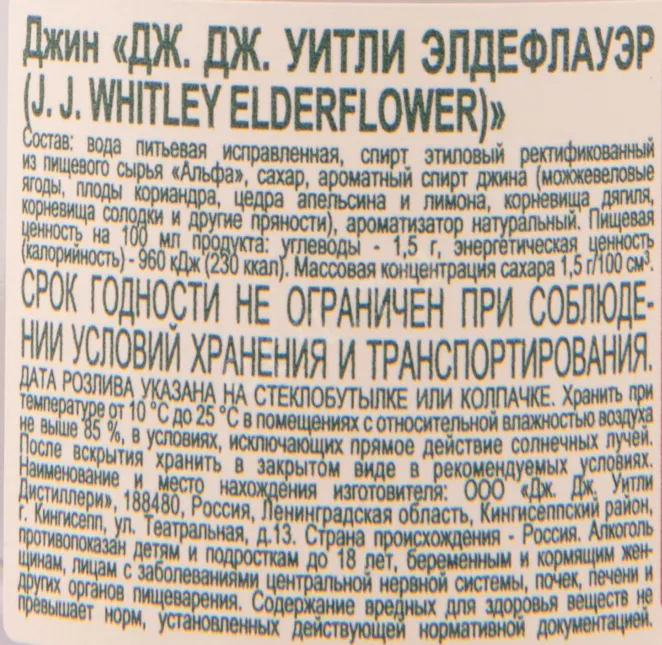 Джин «ДЖ. ДЖ. УИТЛИ ЭЛДЕФЛАУЭР
(J. J. WHITLEY ELDERFLOWER)»
Состав: вода питьевая исправленная, спирт этиловый ректификованный
из пищевого сырья «Альфа», сахар, ароматный спирт джина (можжевеловые
ягоды, плоды кориандра, цедра апельсина и лимона, корневища дягиля,
корневища солодки и другие пряности), ароматизатор натуральный. Пищевая
ценность на 100 мл продукта: углеводы - 1,5 г, энергетическая ценность
(калорийность) - 960 кДж (230 ккал). Массовая концентрация сахара 1,5 г/100 см³.
СРОК ГОДНОСТИ НЕ ОГРАНИЧЕН ПРИ СОБЛЮДЕ-
НИИ УСЛОВИЙ ХРАНЕНИЯ И ТРАНСПОРТИРОВАНИЯ.
ДАТА РОЗЛИВА УКАЗАНА НА СТЕКЛОБУТЫЛКЕ ИЛИ КОЛПАЧКЕ. Хранить при
температуре от 10 °С до 25 °С в помещениях с относительной влажностью воздуха
не выше 85 %, в условиях, исключающих прямое действие солнечных лучей.
После вскрытия хранить в закрытом виде в рекомендуемых условиях.
Наименование и место нахождения изготовителя: ООО «Дж. Дж. Уитли
Дистиллери», 188480, Россия, Ленинградская область, Кингисеппский район,
г. Кингисепп, ул. Театральная, д.13. Страна происхождения - Россия. Алкоголь
противопоказан детям и подросткам до 18 лет, беременным и кормящим жен-
щинам, лицам с заболеваниями центральной нервной системы, почек, печени и
других органов пищеварения. Содержание вредных для здоровья веществ не
превышает норм, установленных действующей нормативной документацией.